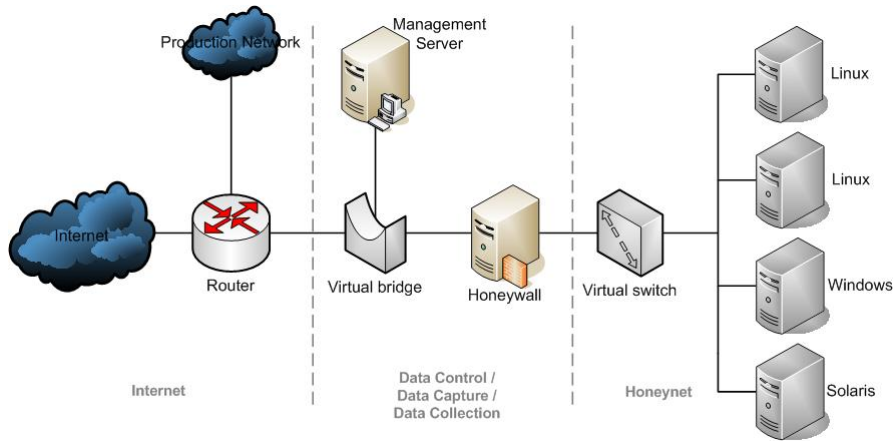 Management
Server
Production Network
Linux
Linux
Internet
Router
Virtual bridge
Honeywall
Virtual switch
Windows
Solaris
Internet
Data Control /
Data Capture /
Data Collection
Honeynet